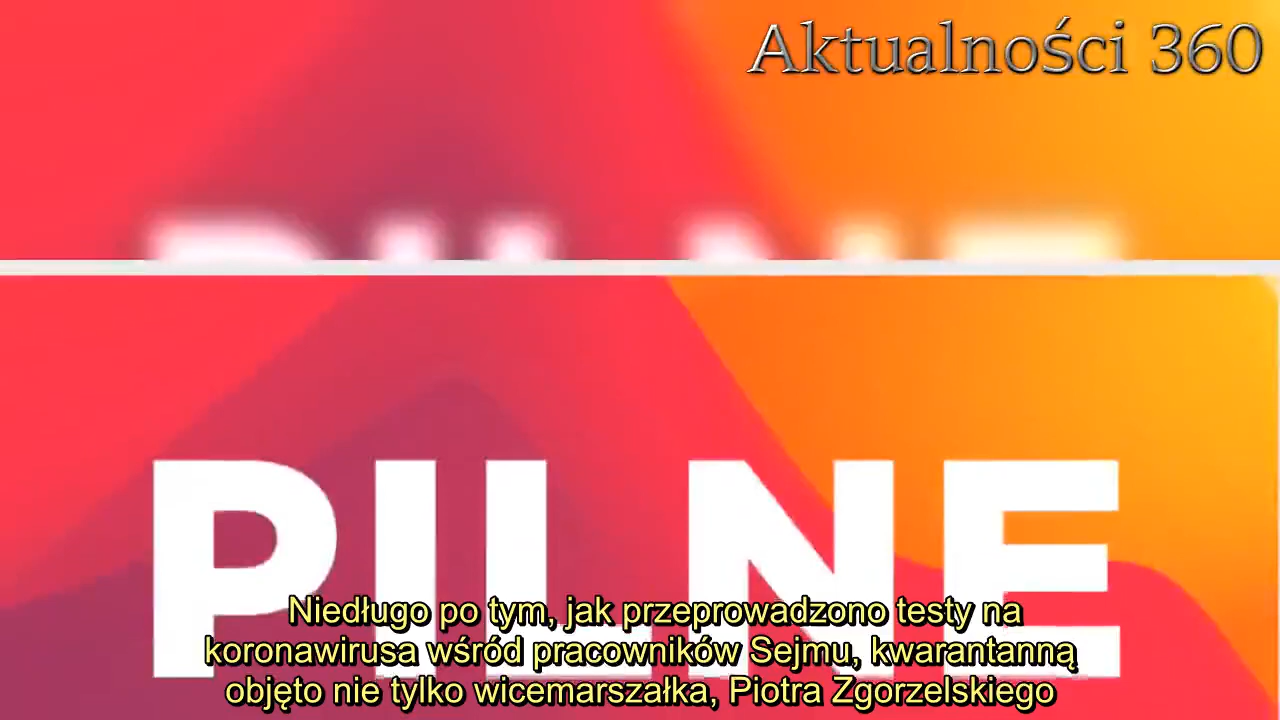 Aktualności 360
PILNE
Niedługo po tym, jak przeprowadzono testy na
koronawirusa wśród pracowników Sejmu, kwarantanną
objęto nie tylko wicemarszałka, Piotra Zgorzelskiego